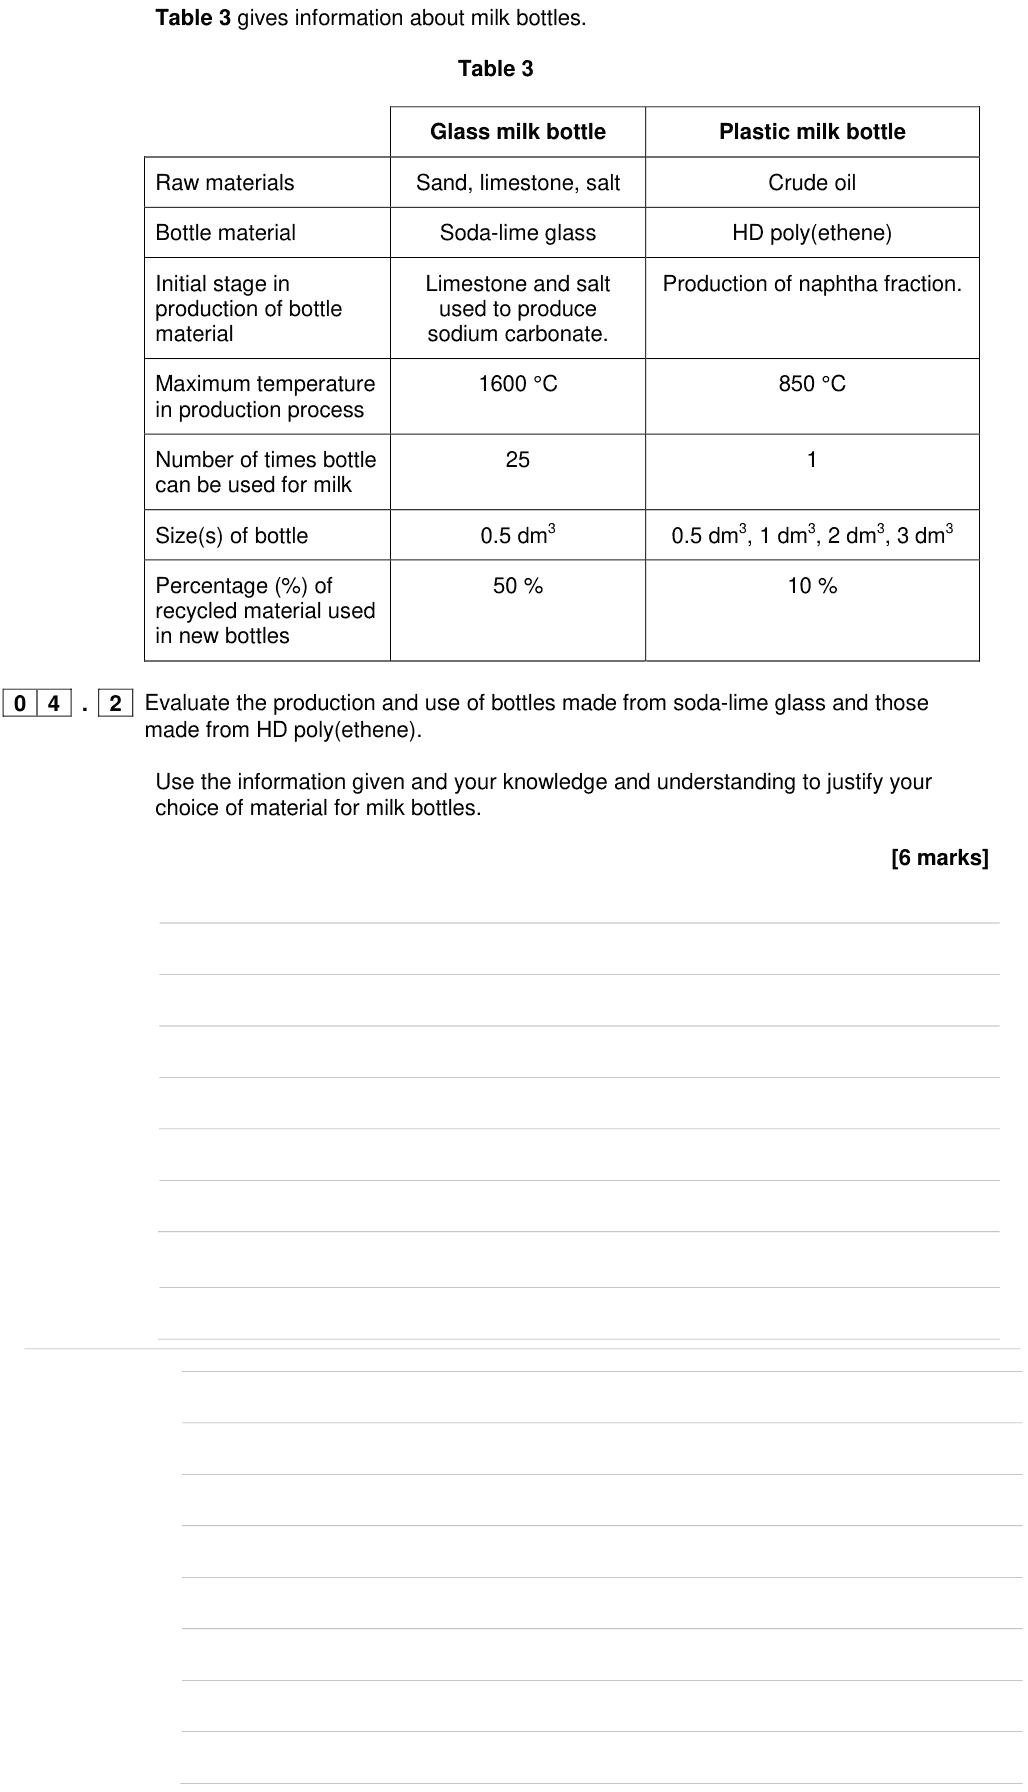 Table 3 gives information about milk bottles.
Table 3
Glass milk bottle Plastic milk bottle
Raw materials Sand, limestone, salt Crude oil
Bottle material Soda-lime glass HD poly(ethene)
Initial stage in Limestone and salt Production of naphtha fraction.
production of bottle used to produce
material sodium carbonate.
Maximum temperature 1600 °C 850 °C
in production process
Number of times bottle 25 1
can be used for milk
Size(s) of bottle 0.5 dm³ 0.5 dm³, 1 dm³, 2 dm³, 3 dm³
Percentage (%) of 50 % 10 %
recycled material used
in new bottles
0 4 . 2 Evaluate the production and use of bottles made from soda-lime glass and those
made from HD poly(ethene).
Use the information given and your knowledge and understanding to justify your
choice of material for milk bottles.
[6 marks]